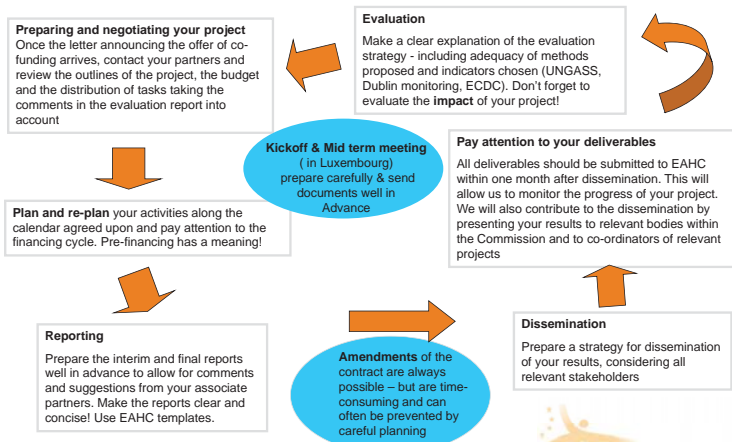 Preparing and negotiating your project
Once the letter announcing the offer of co-
funding arrives, contact your partners and
review the outlines of the project, the budget
and the distribution of tasks taking the
comments in the evaluation report into
account
Evaluation
Make a clear explanation of the evaluation
strategy - including adequacy of methods
proposed and indicators chosen (UNGASS,
Dublin monitoring, ECDC). Don't forget to
evaluate the impact of your project!
Kickoff & Mid term meeting
( in Luxembourg)
prepare carefully & send
documents well in
Advance
Pay attention to your deliverables
All deliverables should be submitted to EAHC
within one month after dissemination. This will
allow us to monitor the progress of your project.
We will also contribute to the dissemination by
presenting your results to relevant bodies within
the Commission and to co-ordinators of relevant
projects
Plan and re-plan your activities along the
calendar agreed upon and pay attention to the
financing cycle. Pre-financing has a meaning!
Reporting
Prepare the interim and final reports
well in advance to allow for comments
and suggestions from your associate
partners. Make the reports clear and
concise! Use EAHC templates.
Amendments of the
contract are always
possible – but are time-
consuming and can
often be prevented by
careful planning
Dissemination
Prepare a strategy for dissemination
of your results, considering all
relevant stakeholders